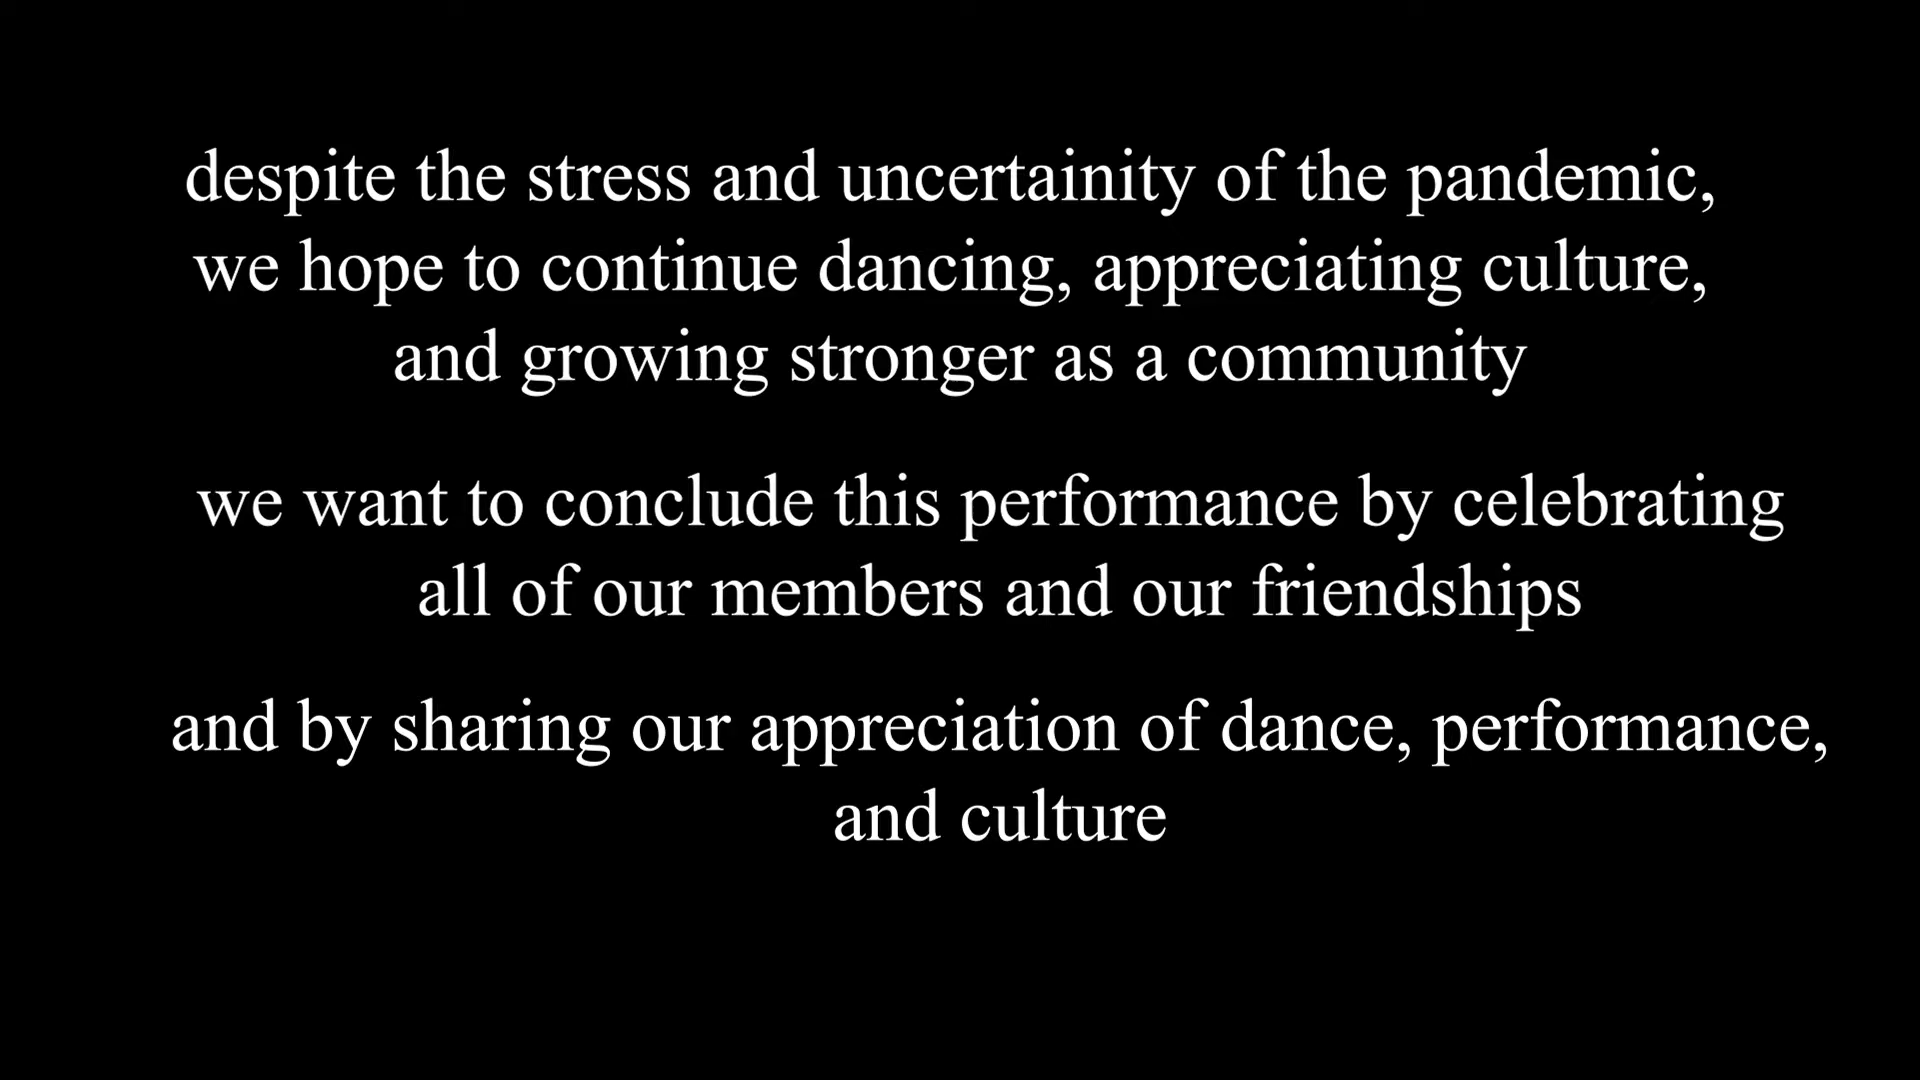 despite the stress and uncertainity of the pandemic,
we hope to continue dancing, appreciating culture,
and growing stronger as a community
we want to conclude this performance by celebrating
all of our members and our friendships
and by sharing our appreciation of dance, performance,
and culture